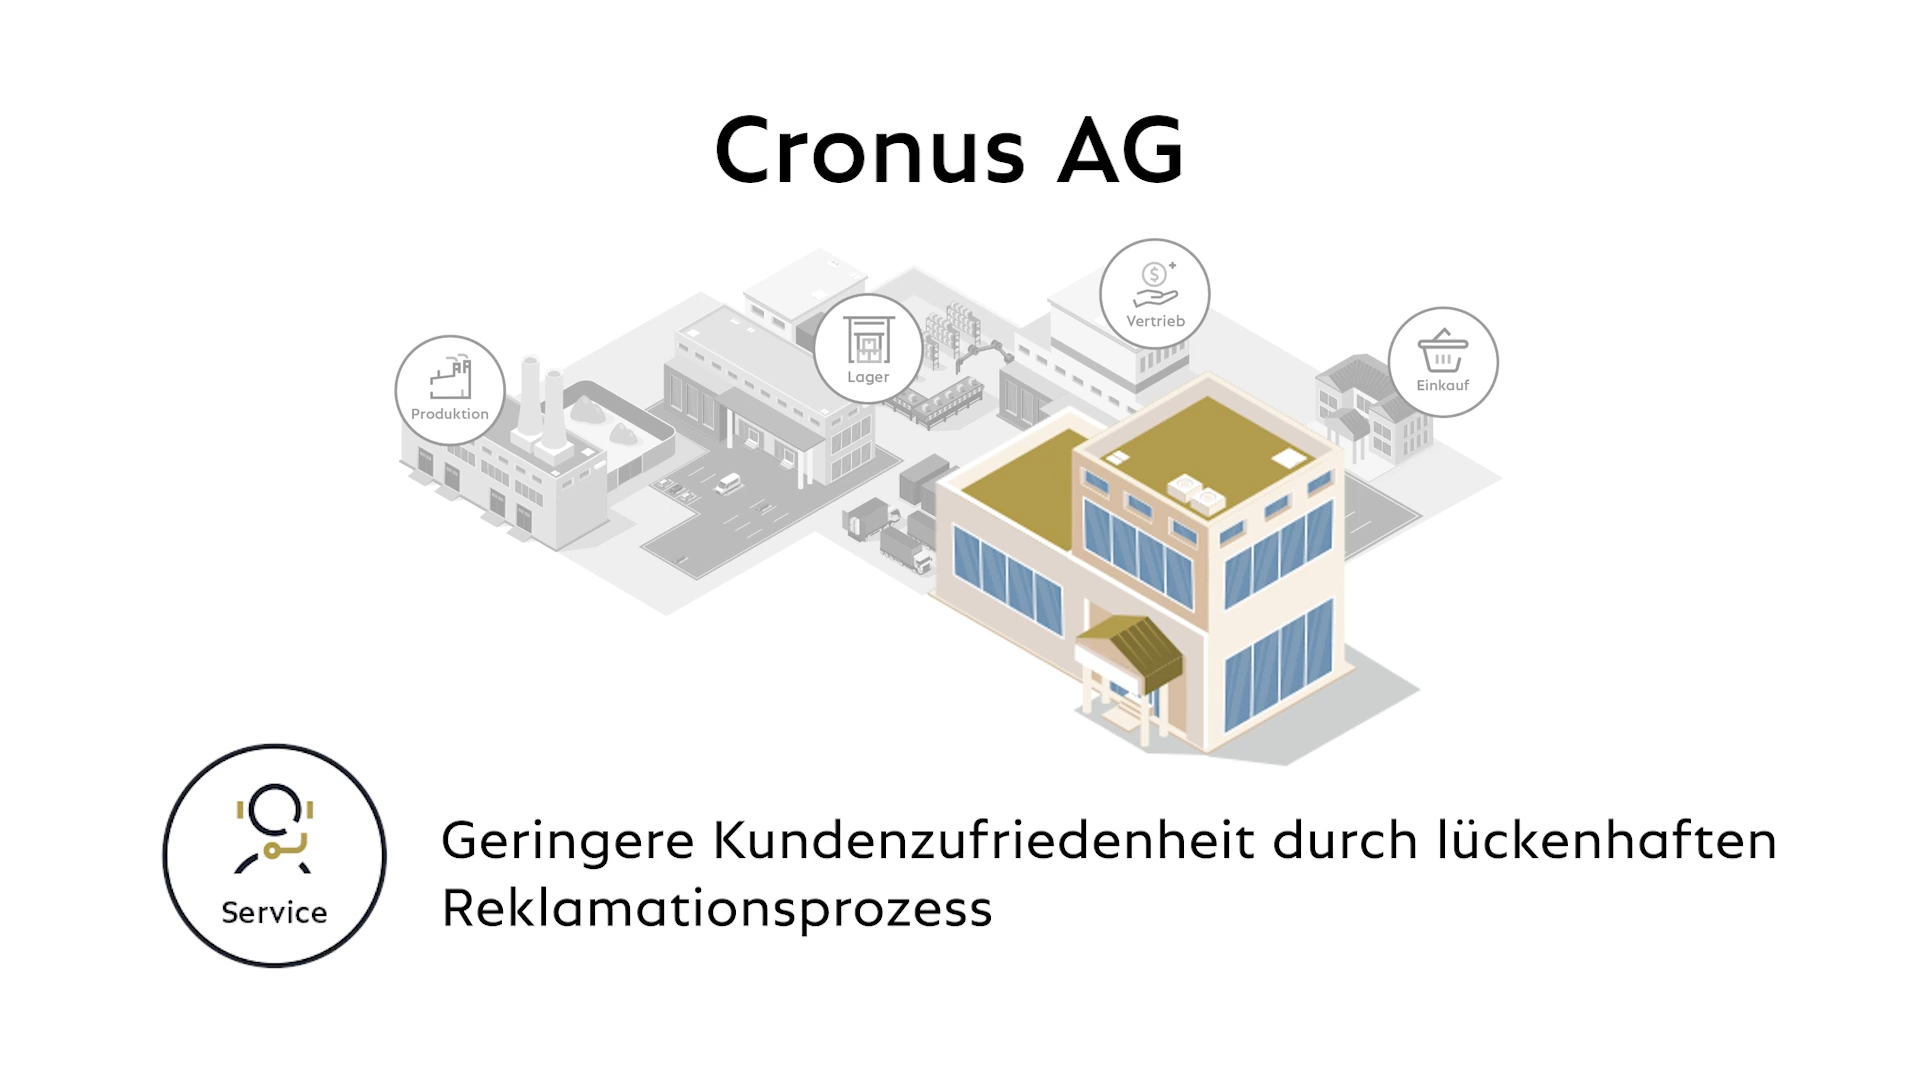 Cronus AG
Vertrieb
Lager
Einkauf
Produktion
Geringere Kundenzufriedenheit durch lückenhaften
Reklamationsprozess
Service